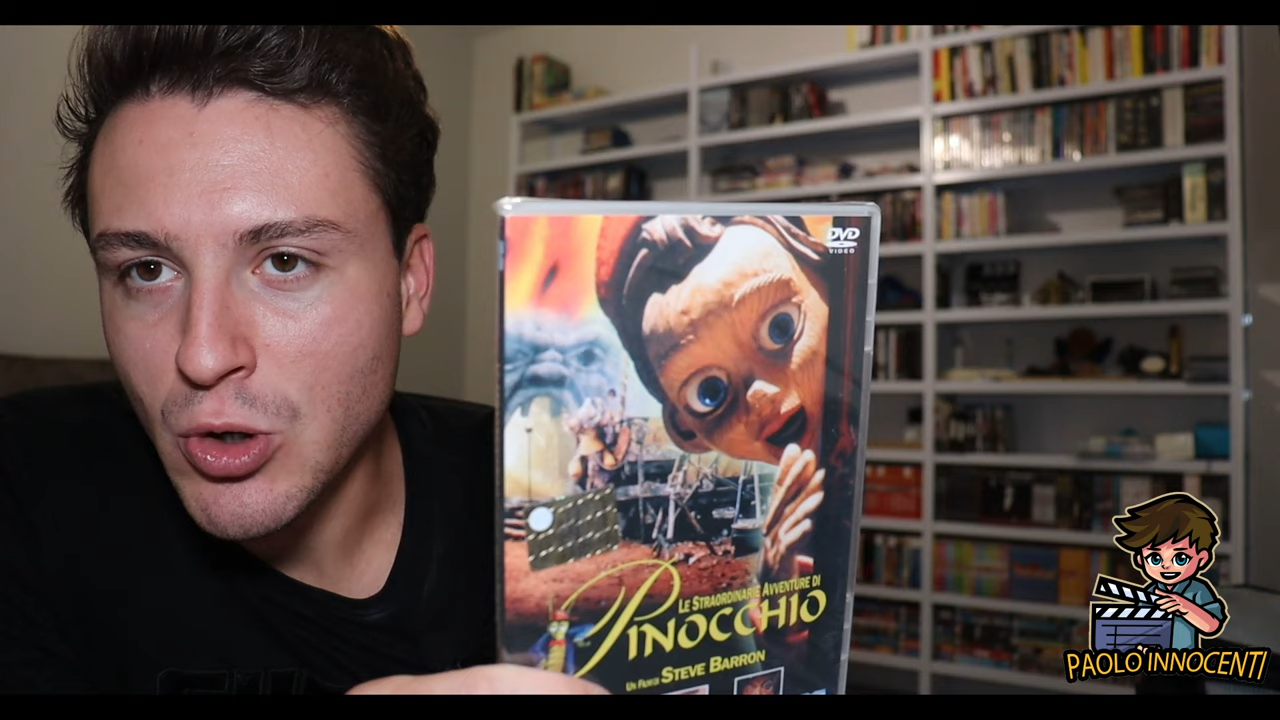 DVD
VIDEO
LE STRAORDINARIE AVVENTURE DI
PINOCCHIO
UN FILM DI STEVE BARRON
PAOLO INNOCENTI